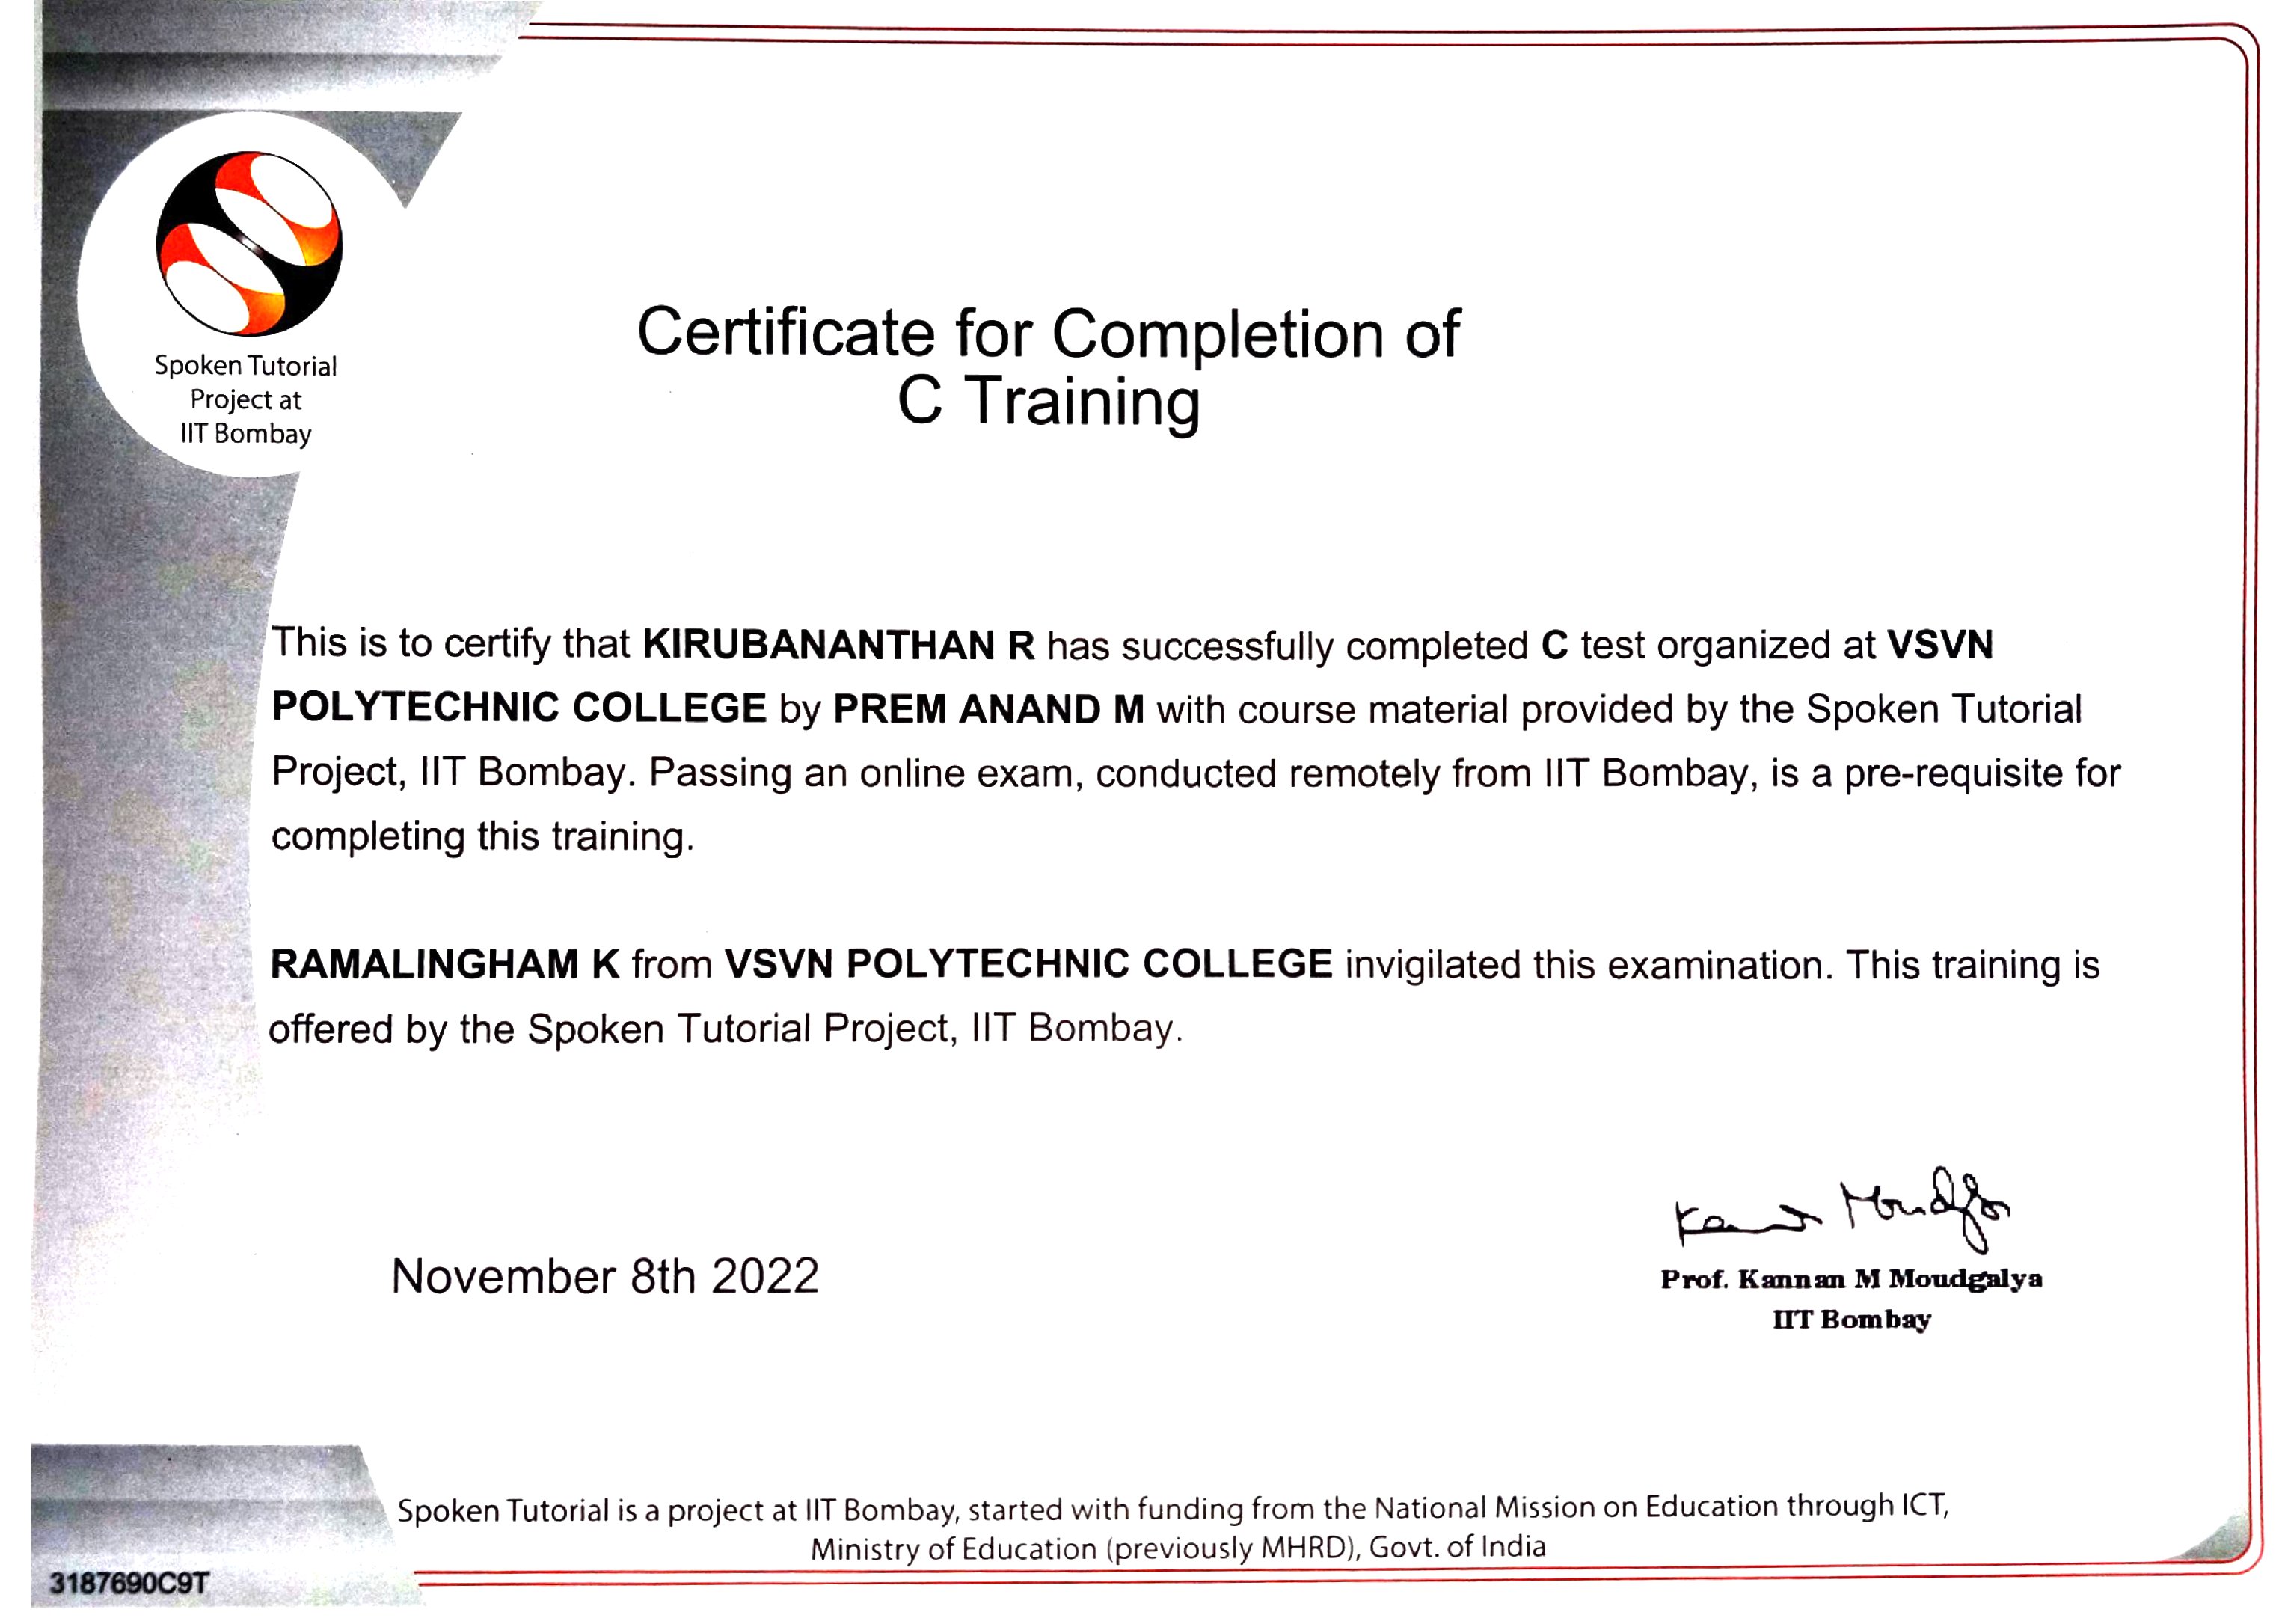 Spoken Tutorial
Project at
IIT Bombay
Certificate for Completion of
C Training
This is to certify that KIRUBANANTHAN R has successfully completed C test organized at VSVN
POLYTECHNIC COLLEGE by PREM ANAND M with course material provided by the Spoken Tutorial
Project, IIT Bombay. Passing an online exam, conducted remotely from IIT Bombay, is a pre-requisite for
completing this training.
RAMALINGHAM K from VSVN POLYTECHNIC COLLEGE invigilated this examination. This training is
offered by the Spoken Tutorial Project, IIT Bombay.
November 8th 2022
Prof. Kannan M Moudgalya
IIT Bombay
Spoken Tutorial is a project at IIT Bombay, started with funding from the National Mission on Education through ICT,
Ministry of Education (previously MHRD), Govt. of India
3187690C9T